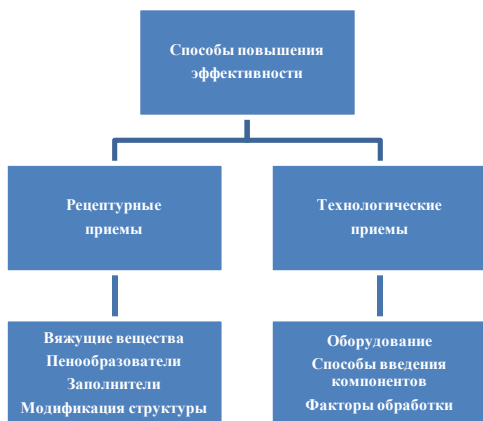 Способы повышения
эффективности
Рецептурные
приемы
Технологические
приемы
Вяжущие вещества
Пенообразователи
Заполнители
Модификация структуры
Оборудование
Способы введения
компонентов
Факторы обработки